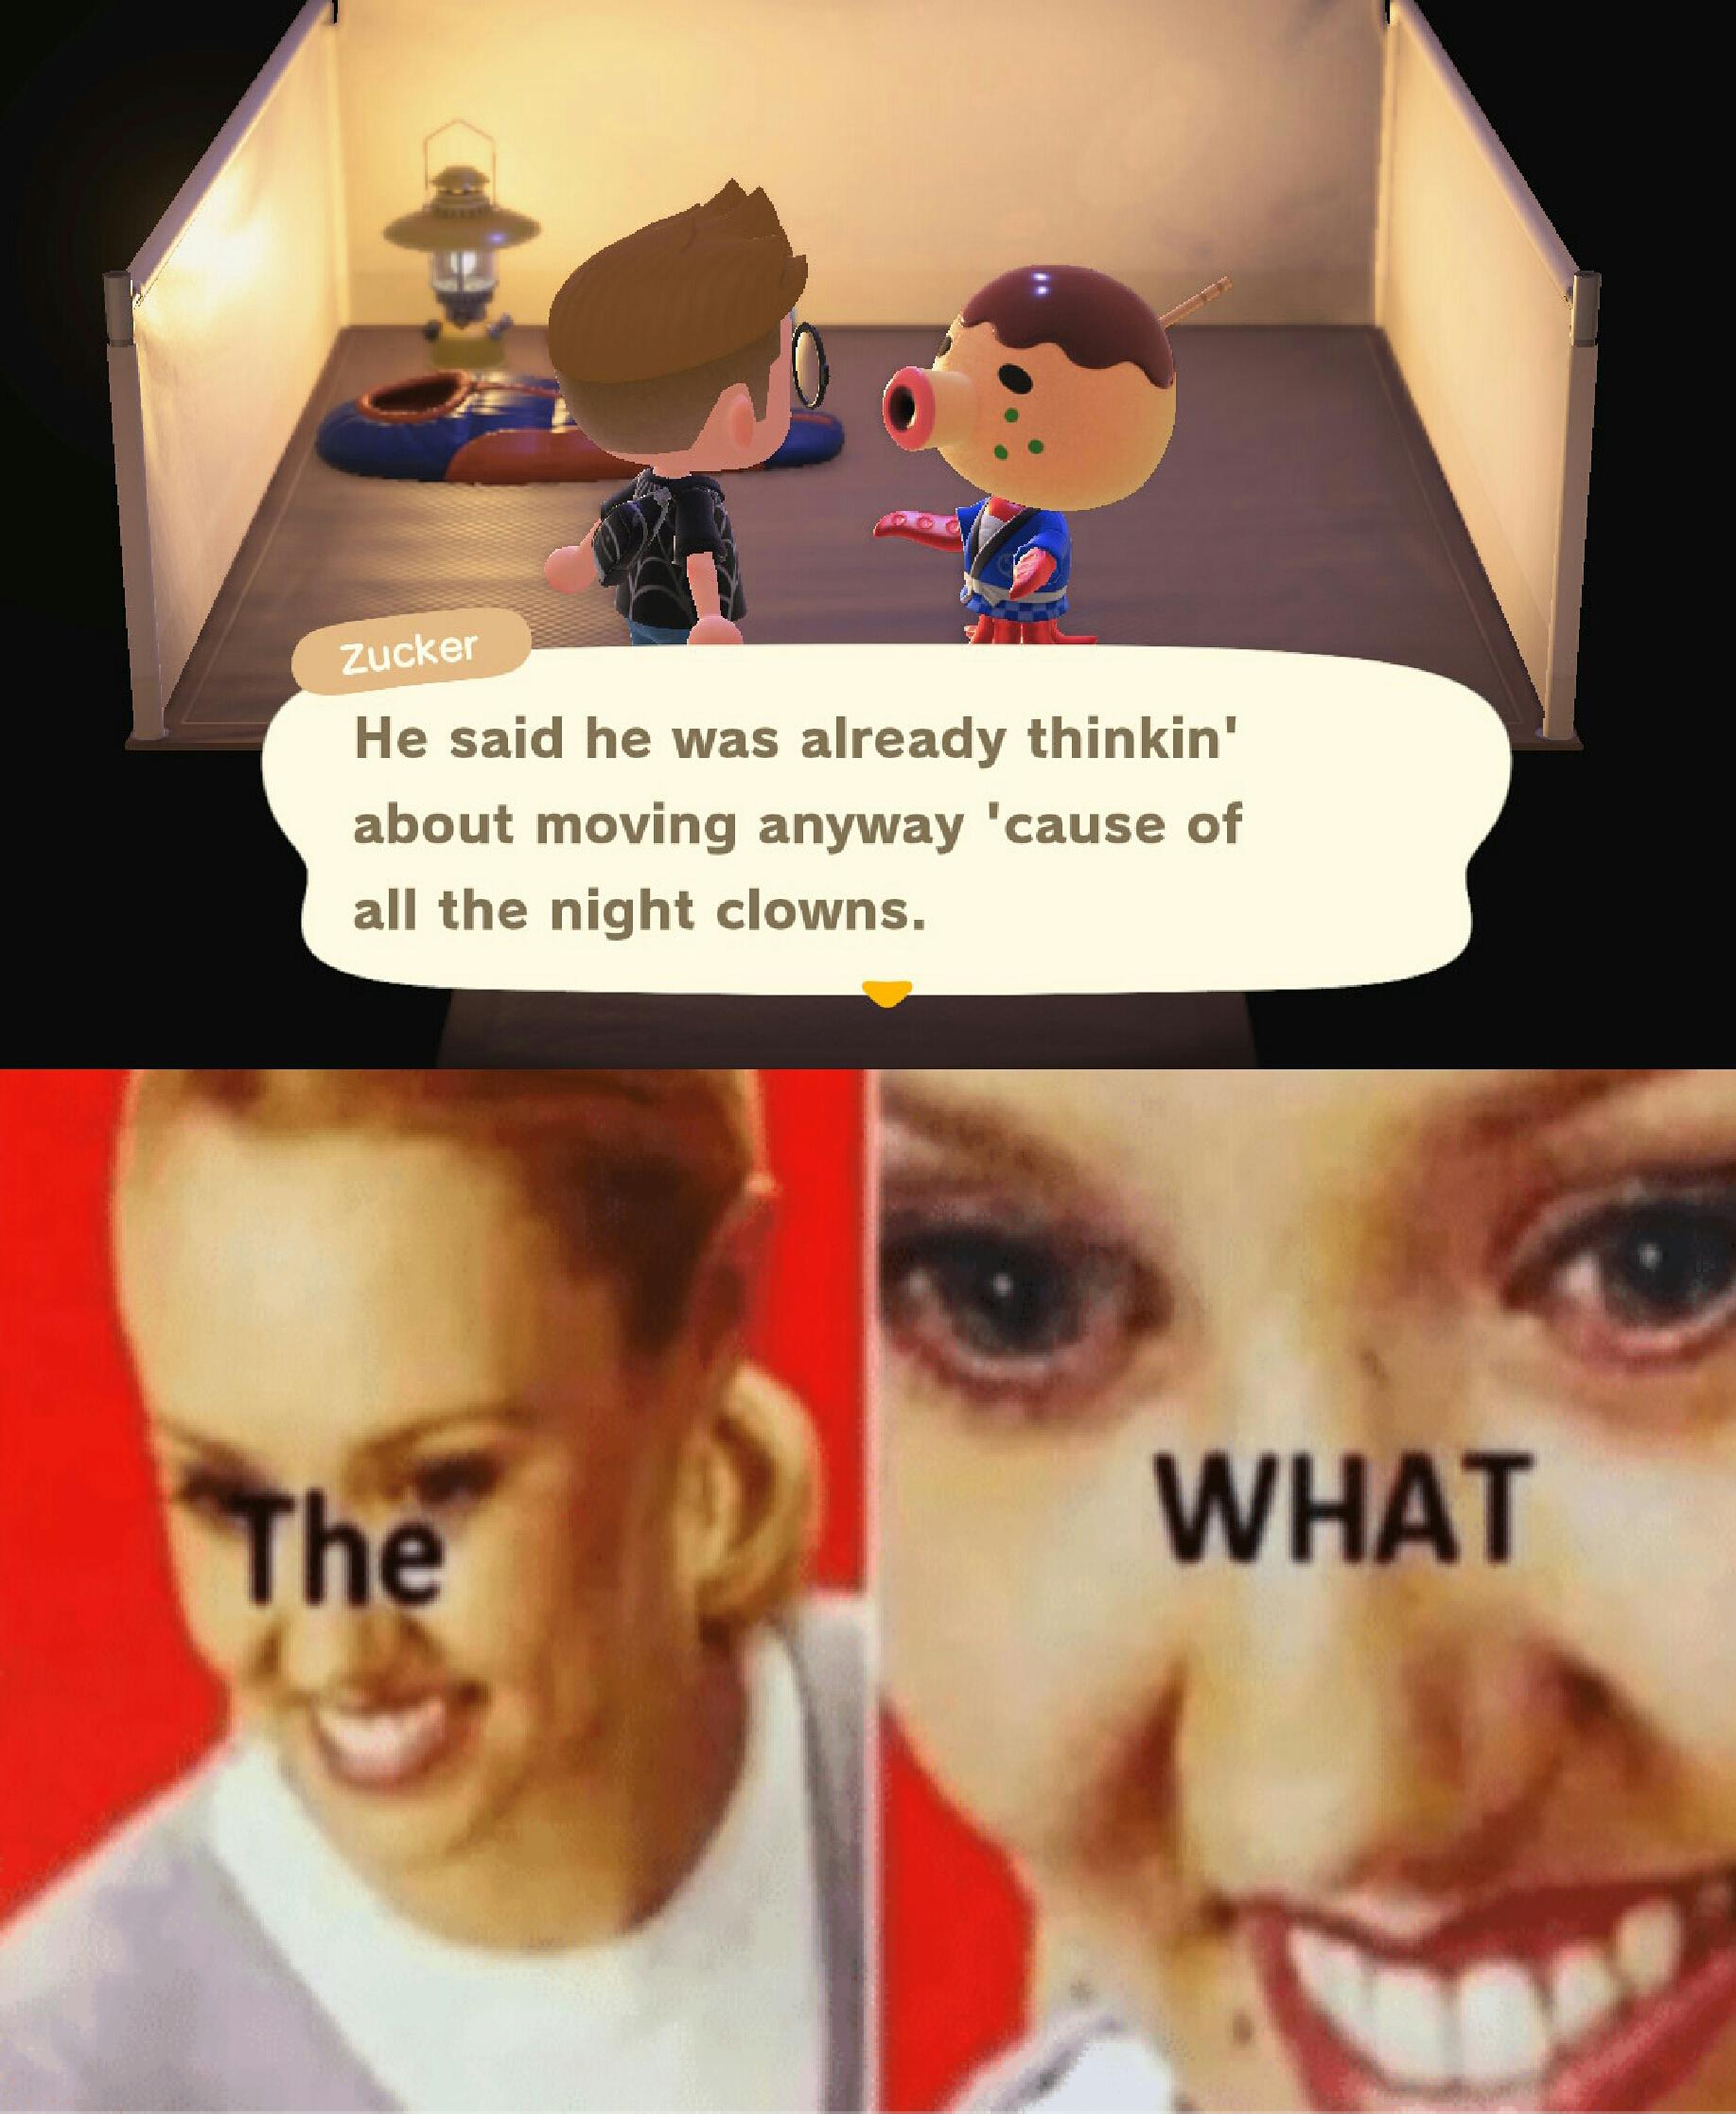 Zucker
He said he was already thinkin'
about moving anyway 'cause of
all the night clowns.
The
WHAT